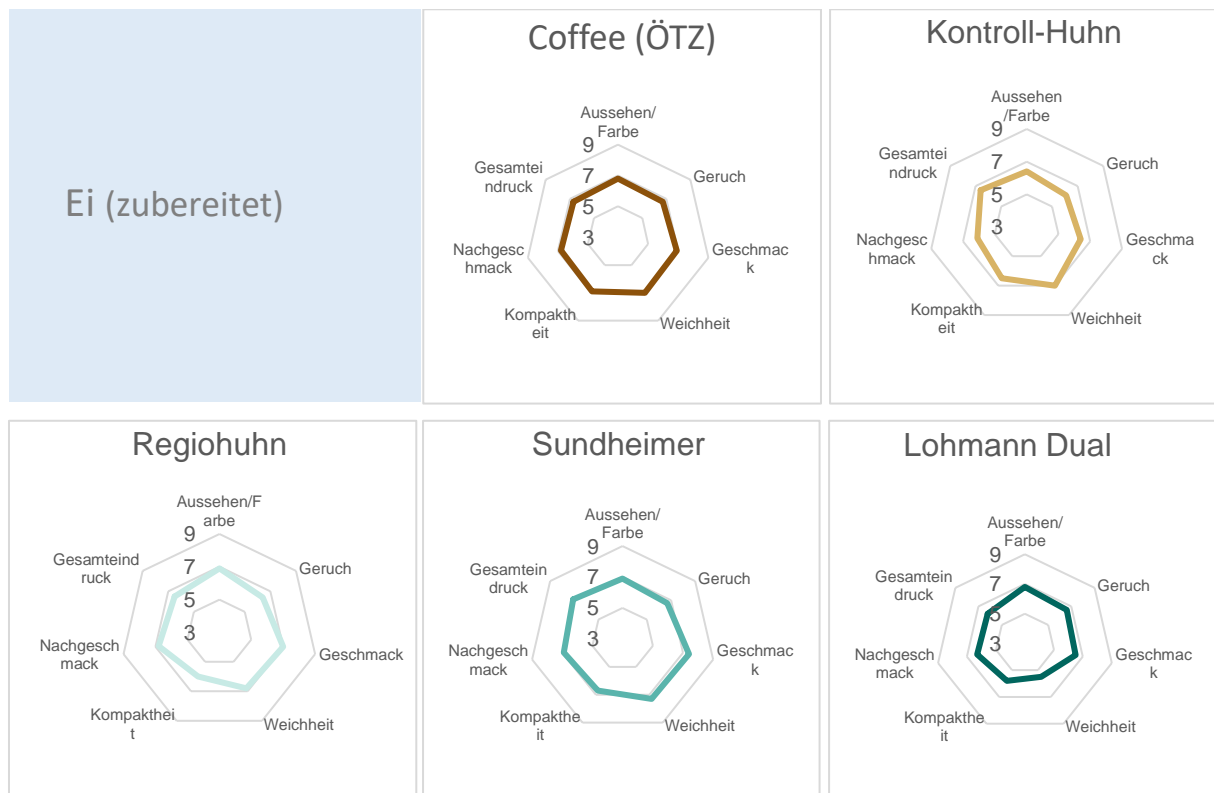 Ei (zubereitet)
Coffee (ÖTZ)
Aussehen/
Farbe
9
7
5
3
Geruch
Geschmac
k
Weichheit
Kompakth
eit
Nachgesc
hmack
Gesamtei
ndruck
Kontroll-Huhn
Aussehen
/Farbe
9
7
5
3
Geruch
Geschma
ck
Weichheit
Kompakth
eit
Nachgesc
hmack
Gesamtei
ndruck
Regiohuhn
Aussehen/F
arbe
9
7
5
3
Geruch
Geschmack
Weichheit
Kompakthei
t
Nachgesch
mack
Gesamteind
ruck
Sundheimer
Aussehen/
Farbe
9
7
5
3
Geruch
Geschmac
k
Weichheit
Kompakthe
it
Nachgesch
mack
Gesamtein
druck
Lohmann Dual
Aussehen/
Farbe
9
7
5
3
Geruch
Geschmac
k
Weichheit
Kompakthe
it
Nachgesch
mack
Gesamtein
druck